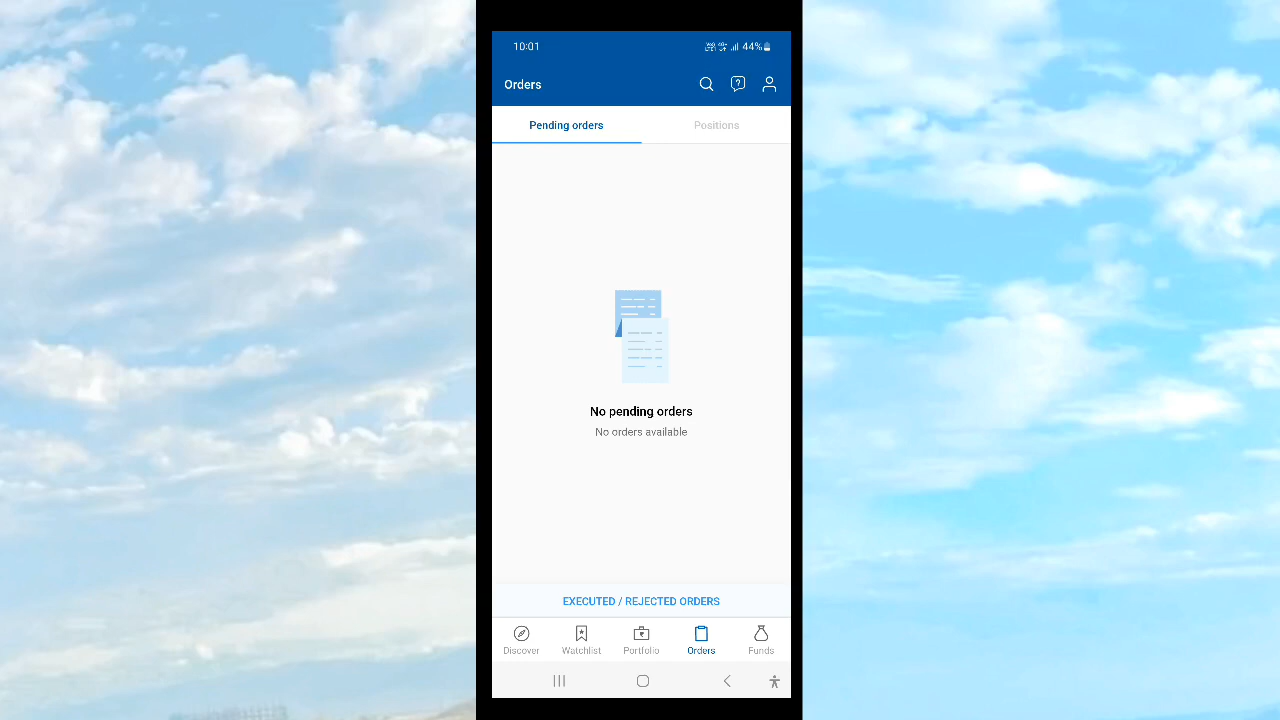 10:01
44%
Orders
Pending orders
Positions
No pending orders
No orders available
EXECUTED / REJECTED ORDERS
Discover
Watchlist
Portfolio
Orders
Funds